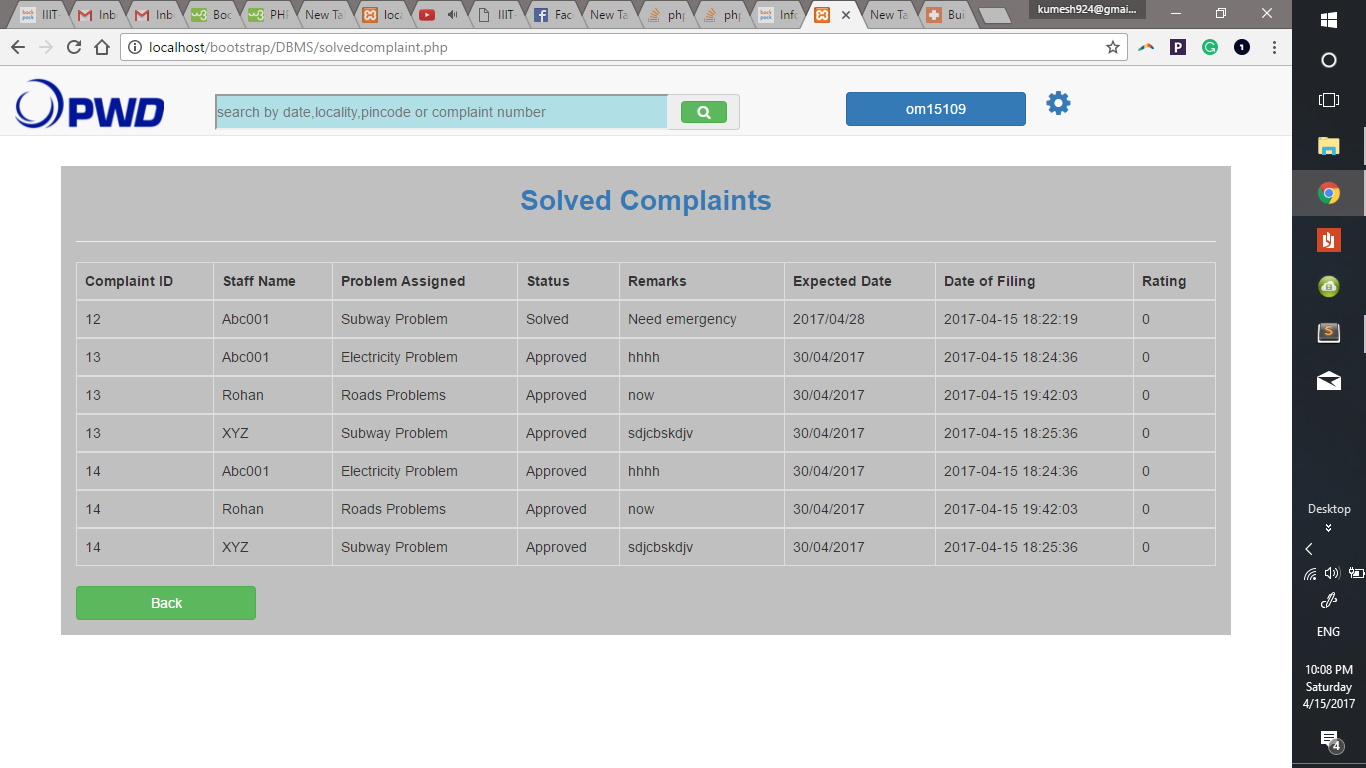 IIIT- Inb Inb Boo PHI New Ta loca IIIT- Fac New Ta php php Info New Ta Bui kumesh924@gmai...
localhost/bootstrap/DBMS/solvedcomplaint.php
PWD search by date,locality,pincode or complaint number om15109
Solved Complaints
Complaint ID Staff Name Problem Assigned Status Remarks Expected Date Date of Filing Rating
12 Abc001 Subway Problem Solved Need emergency 2017/04/28 2017-04-15 18:22:19 0
13 Abc001 Electricity Problem Approved hhhh 30/04/2017 2017-04-15 18:24:36 0
13 Rohan Roads Problems Approved now 30/04/2017 2017-04-15 19:42:03 0
13 XYZ Subway Problem Approved sdjcbskdjv 30/04/2017 2017-04-15 18:25:36 0
14 Abc001 Electricity Problem Approved hhhh 30/04/2017 2017-04-15 18:24:36 0
14 Rohan Roads Problems Approved now 30/04/2017 2017-04-15 19:42:03 0
14 XYZ Subway Problem Approved sdjcbskdjv 30/04/2017 2017-04-15 18:25:36 0
Back
Desktop
ENG
10:08 PM
Saturday
4/15/2017
4